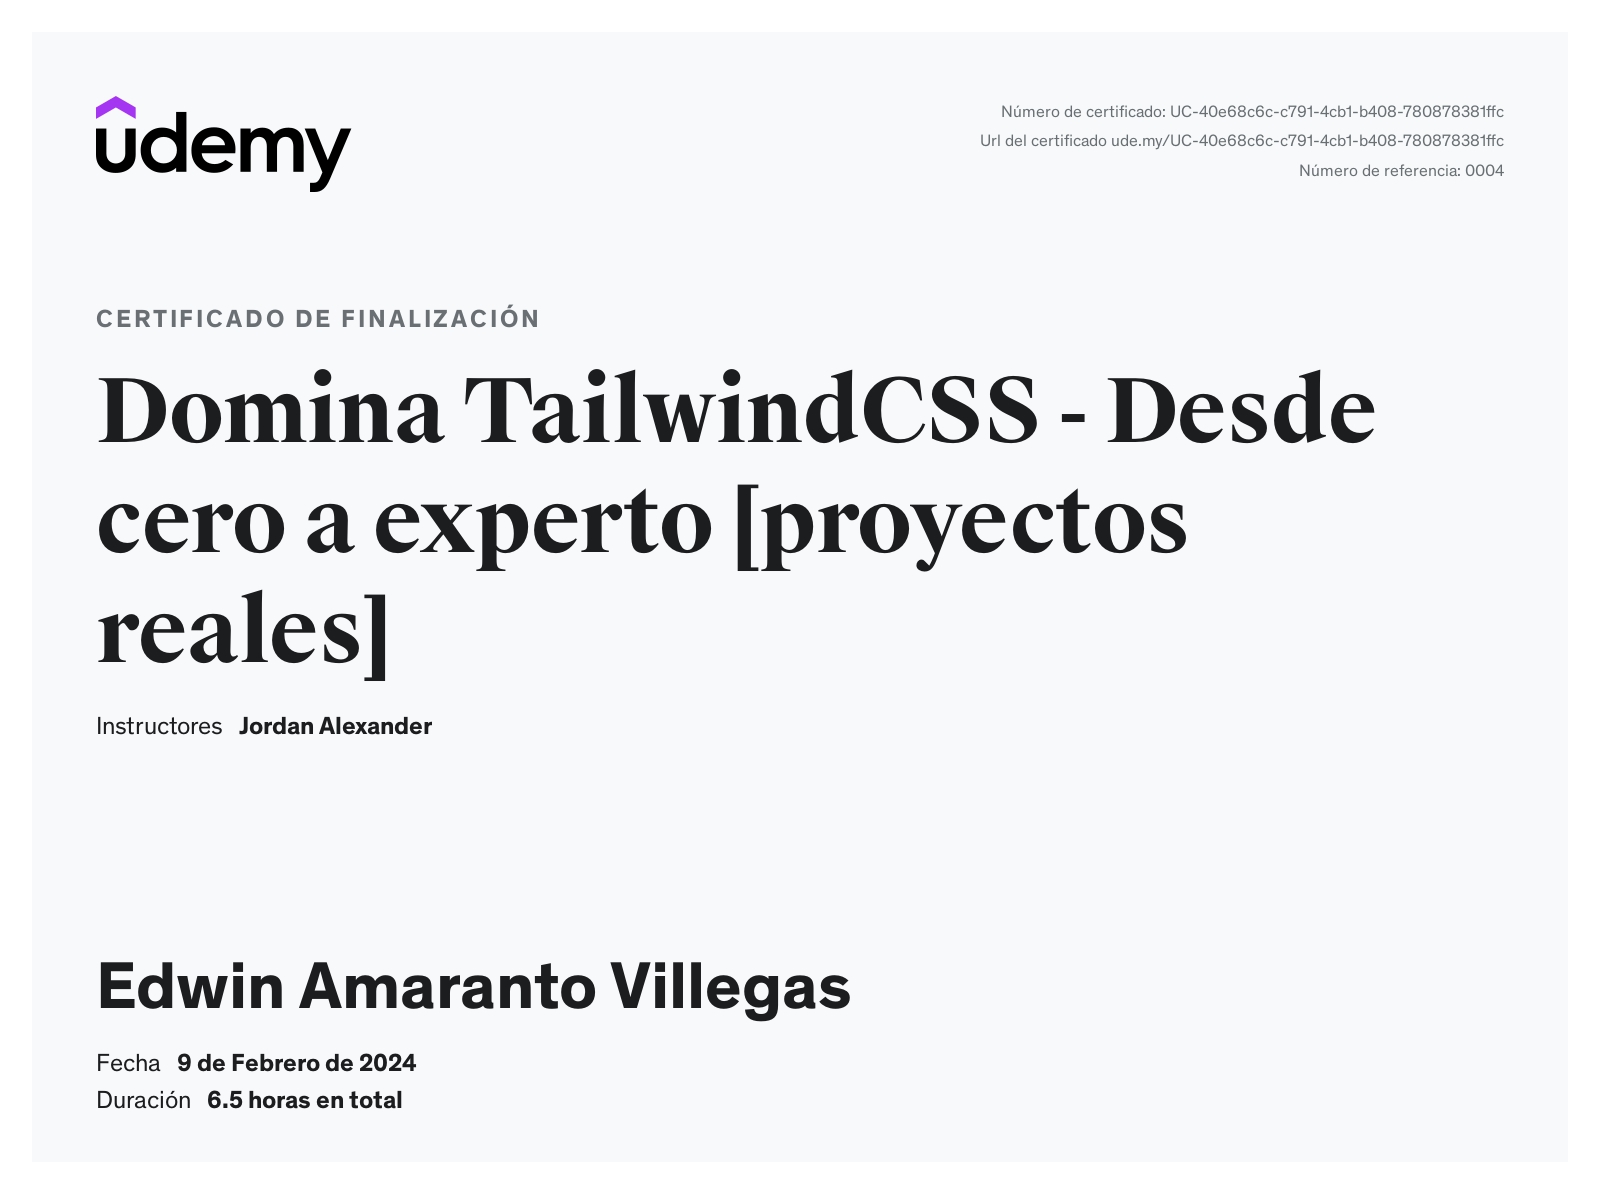 udemy
Número de certificado: UC-40e68c6c-c791-4cb1-b408-780878381ffc
Url del certificado ude.my/UC-40e68c6c-c791-4cb1-b408-780878381ffc
Número de referencia: 0004
CERTIFICADO DE FINALIZACIÓN
Domina TailwindCSS - Desde
cero a experto [proyectos
reales]
Instructores Jordan Alexander
Edwin Amaranto Villegas
Fecha 9 de Febrero de 2024
Duración 6.5 horas en total